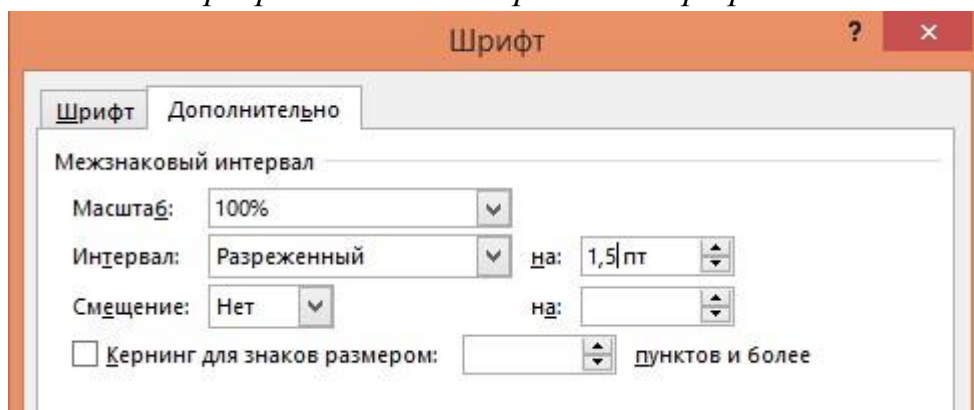 Шрифт ? ×
Шрифт Дополнительно
Межзнаковый интервал
Масштаб: 100%
Интервал: Разреженный на: 1,5 пт
Смещение: Нет на:
Кернинг для знаков размером: пунктов и более